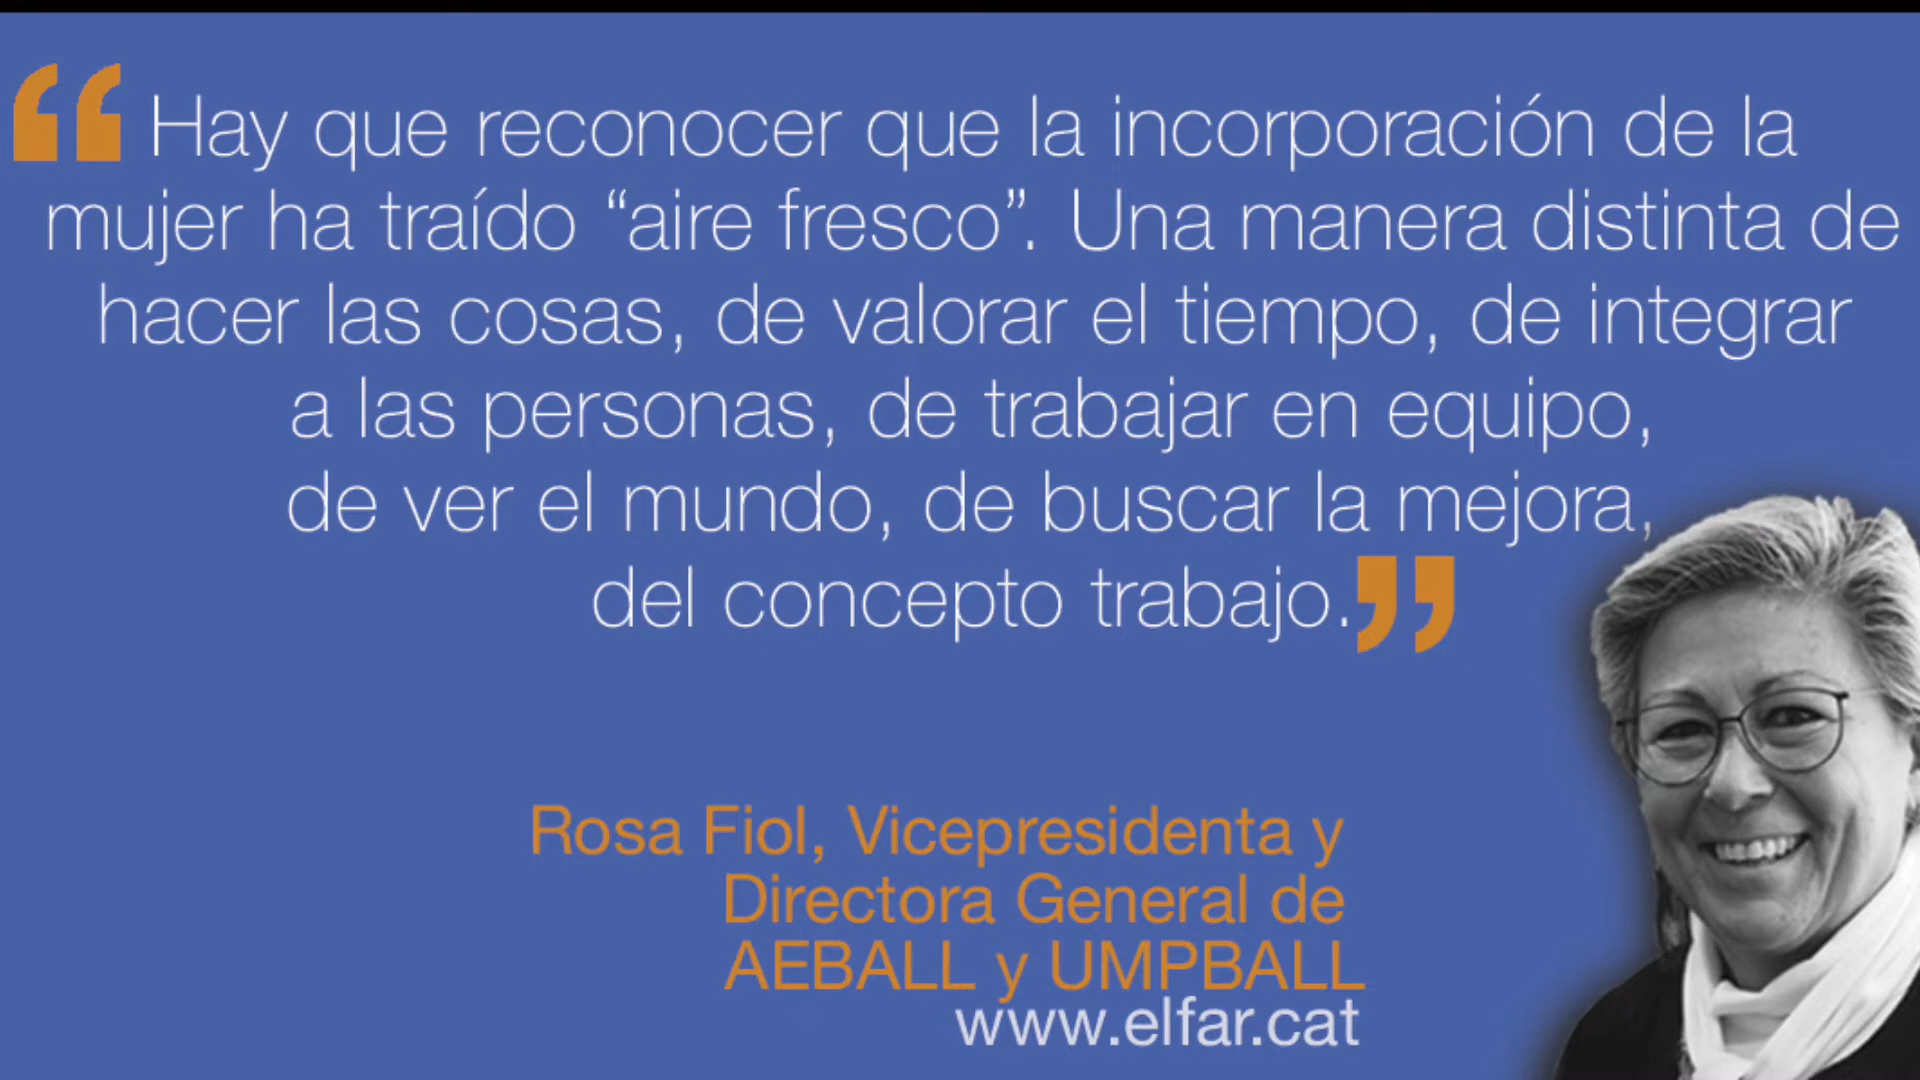 “Hay que reconocer que la incorporación de la
mujer ha traído “aire fresco”. Una manera distinta de
hacer las cosas, de valorar el tiempo, de integrar
a las personas, de trabajar en equipo,
de ver el mundo, de buscar la mejora,
del concepto trabajo.”
Rosa Fiol, Vicepresidenta y
Directora General de
AEBALL y UMPBALL
www.elfar.cat